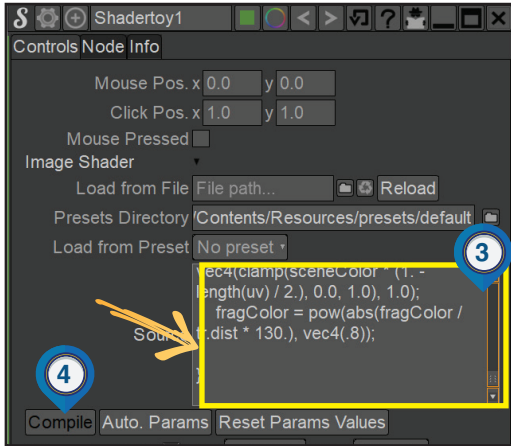 Shadertoy1
Controls Node Info
Mouse Pos. x 0.0 y 0.0
Click Pos. x 1.0 y 1.0
Mouse Pressed
Image Shader
Load from File File path... Reload
Presets Directory /Contents/Resources/presets/default
Load from Preset No preset
3
vec4(clamp(sceneColor * (1. -
length(uv) / 2.), 0.0, 1.0), 1.0);
fragColor = pow(abs(fragColor /
Source .dist * 130.), vec4(.8));
}
4
Compile Auto. Params Reset Params Values